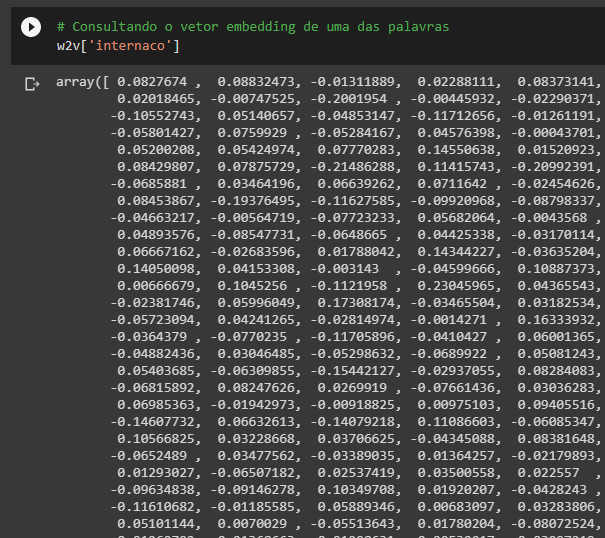 # Consultando o vetor embedding de uma das palavras
w2v['internaco']
array([ 0.0827674 , 0.08832473, -0.01311889, 0.02288111, 0.08373141,
0.02018465, -0.00747525, -0.2001954 , -0.00445932, -0.02290371,
-0.10552743, 0.05140657, -0.04853147, -0.11712656, -0.01261191,
-0.05801427, 0.0759929 , -0.05284167, 0.04576398, -0.00043701,
0.05200208, 0.05424974, 0.07770283, 0.14550638, 0.01520923,
0.08429807, 0.07875729, -0.21486288, 0.11415743, -0.20992391,
-0.0685881 , 0.03464196, 0.06639262, 0.0711642 , -0.02454626,
0.08453867, -0.19376495, -0.11627585, -0.09920968, -0.08798337,
-0.04663217, -0.00564719, -0.07723233, 0.05682064, -0.0043568 ,
0.04893576, -0.08547731, -0.0648665 , 0.04425338, -0.03170114,
0.06667162, -0.02683596, 0.01788042, 0.14344227, -0.03635204,
0.14050098, 0.04153308, -0.003143 , -0.04599666, 0.10887373,
0.00666679, 0.1045256 , -0.1121958 , 0.23045965, 0.04365543,
-0.02381746, 0.05996049, 0.17308174, -0.03465504, 0.03182534,
-0.05723094, 0.04241265, -0.02814974, -0.0014271 , 0.16333932,
-0.0364379 , -0.0770235 , -0.11705896, -0.0410427 , 0.06001365,
-0.04882436, 0.03046485, -0.05298632, -0.0689922 , 0.05081243,
0.05403685, -0.06309855, -0.15442127, -0.02937055, 0.08284083,
-0.06815892, 0.08247626, 0.0269919 , -0.07661436, 0.03036283,
0.06985363, -0.01942973, -0.00918825, 0.00975103, 0.09405516,
-0.14607732, 0.06632613, -0.14079218, 0.11086603, -0.06085347,
0.10566825, 0.03228668, 0.03706625, -0.04345088, 0.08381648,
-0.0652489 , 0.03477562, -0.03389035, 0.01364257, -0.02179893,
0.01293027, -0.06507182, 0.02537419, 0.03500558, 0.022557 ,
-0.09634838, -0.09146278, 0.10349708, 0.01920207, -0.0428243 ,
-0.11610682, -0.01185585, 0.05889346, 0.00683097, 0.03283806,
0.05101144, 0.0070029 , -0.05513643, 0.01780204, -0.08072524,